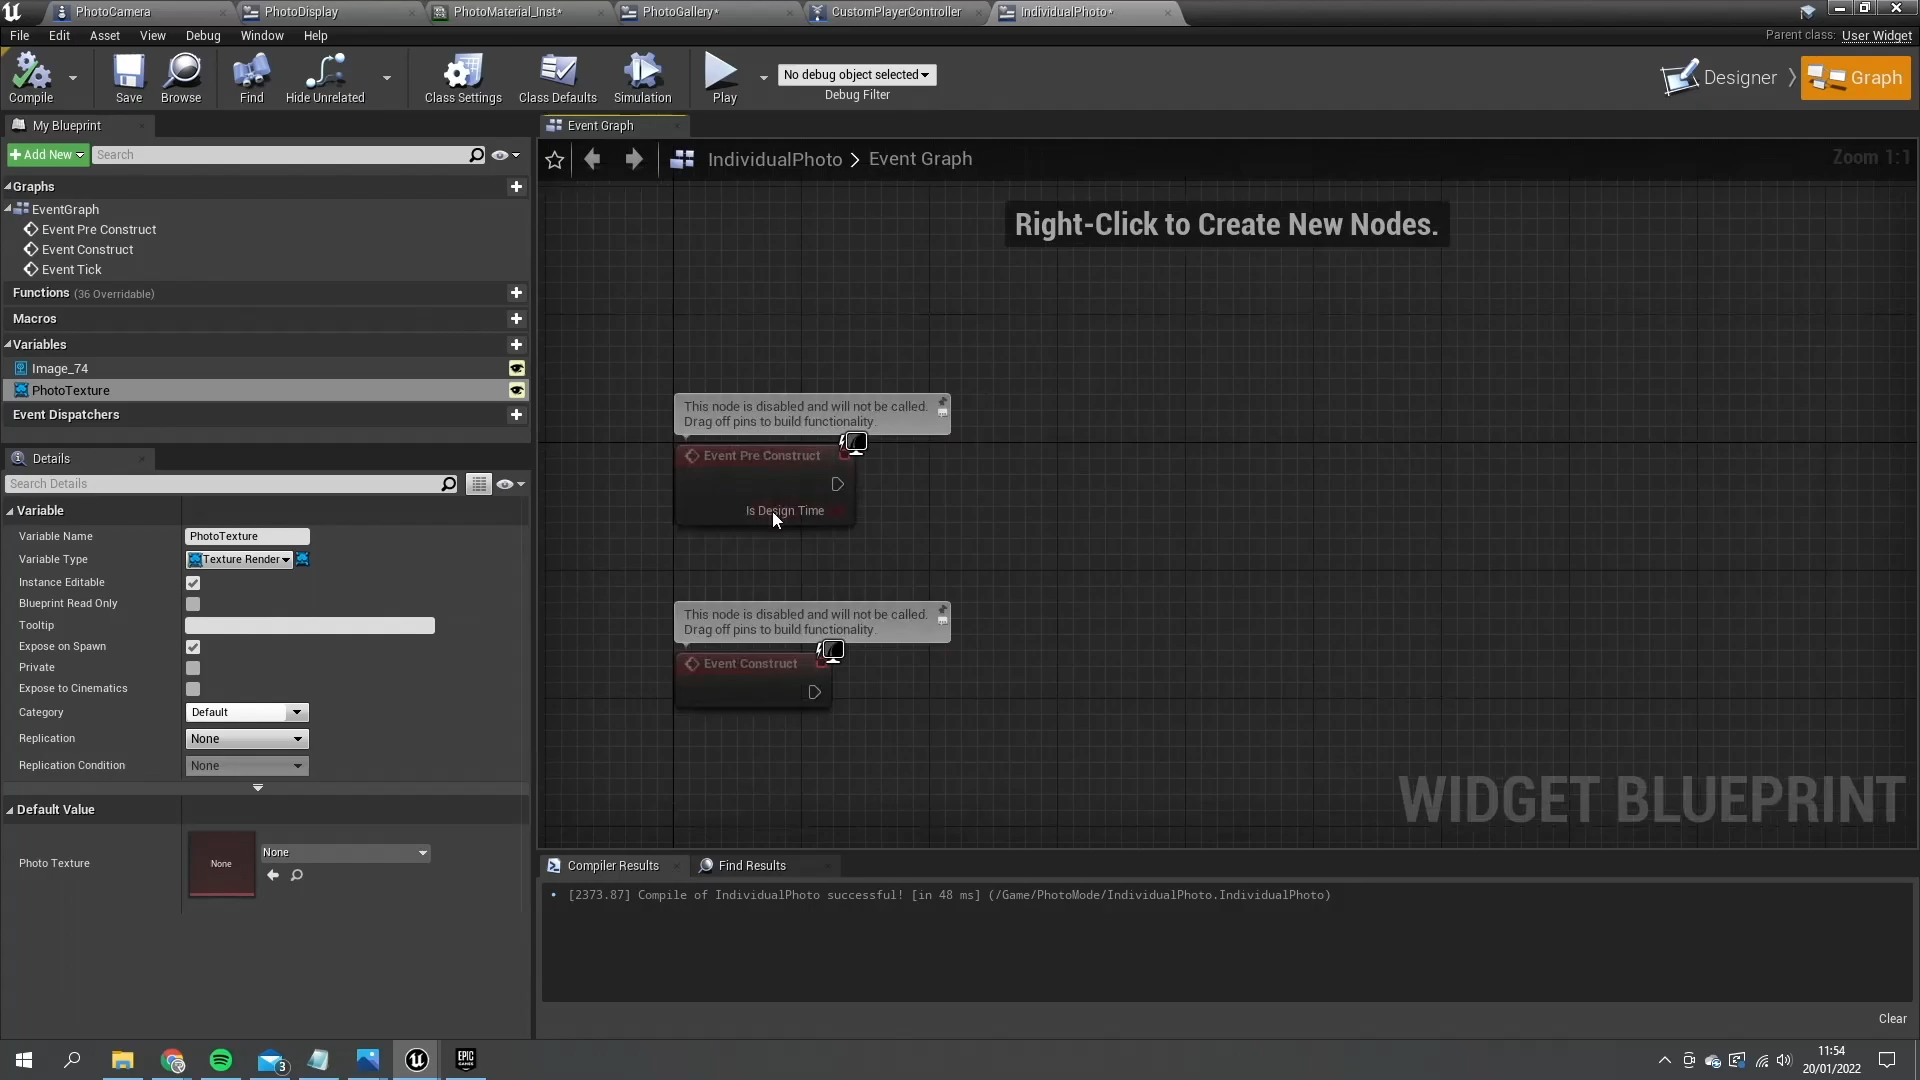 PhotoCamera
PhotoDisplay
PhotoMaterial_Inst*
PhotoGallery*
CustomPlayerController
IndividualPhoto*
File
Edit
Asset
View
Debug
Window
Help
Parent class: User Widget
Compile
Save
Browse
Find
Hide Unrelated
Class Settings
Class Defaults
Simulation
Play
No debug object selected
Debug Filter
Designer
Graph
My Blueprint
Event Graph
Add New
Search
IndividualPhoto > Event Graph
Zoom 1:1
Graphs
EventGraph
Event Pre Construct
Event Construct
Event Tick
Functions (36 Overridable)
Macros
Variables
Image_74
PhotoTexture
Event Dispatchers
Right-Click to Create New Nodes.
This node is disabled and will not be called.
Drag off pins to build functionality.
Event Pre Construct
Is Design Time
This node is disabled and will not be called.
Drag off pins to build functionality.
Event Construct
WIDGET BLUEPRINT
Details
Search Details
Variable
Variable Name
PhotoTexture
Variable Type
Texture Render
Instance Editable
Blueprint Read Only
Tooltip
Expose on Spawn
Private
Expose to Cinematics
Category
Default
Replication
None
Replication Condition
None
Default Value
Photo Texture
None
None
Compiler Results
Find Results
[2373.87] Compile of IndividualPhoto successful! [in 48 ms] (/Game/PhotoMode/IndividualPhoto.IndividualPhoto)
Clear
3
EPIC
GAMES
11:54
20/01/2022